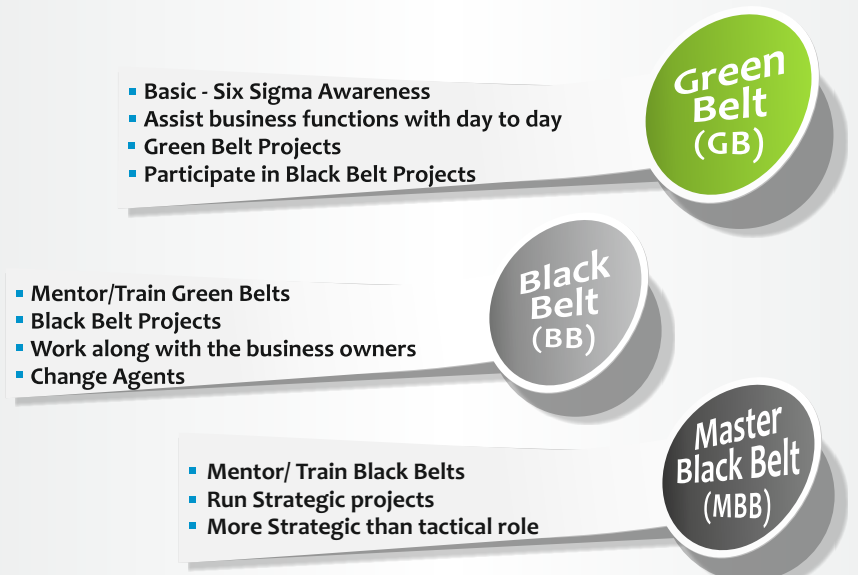 Basic - Six Sigma Awareness
Assist business functions with day to day
Green Belt Projects
Participate in Black Belt Projects
Green
Belt
(GB)
Mentor/Train Green Belts
Black Belt Projects
Work along with the business owners
Change Agents
Black
Belt
(BB)
Mentor/ Train Black Belts
Run Strategic projects
More Strategic than tactical role
Master
Black Belt
(MBB)